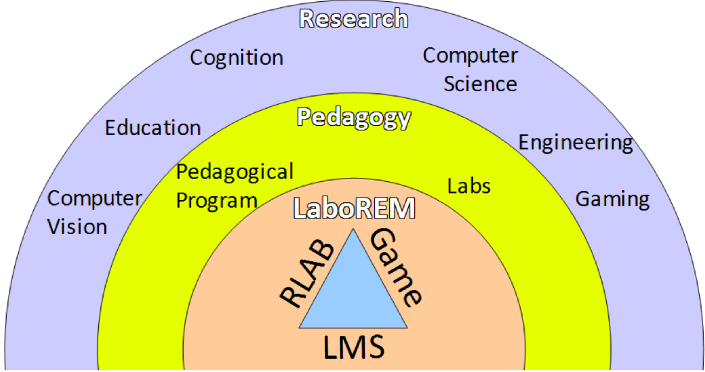 Research
Cognition
Computer
Science
Education
Engineering
Computer
Vision
Gaming
Pedagogy
Pedagogical
Program
Labs
LaboREM
RLAB
Game
LMS